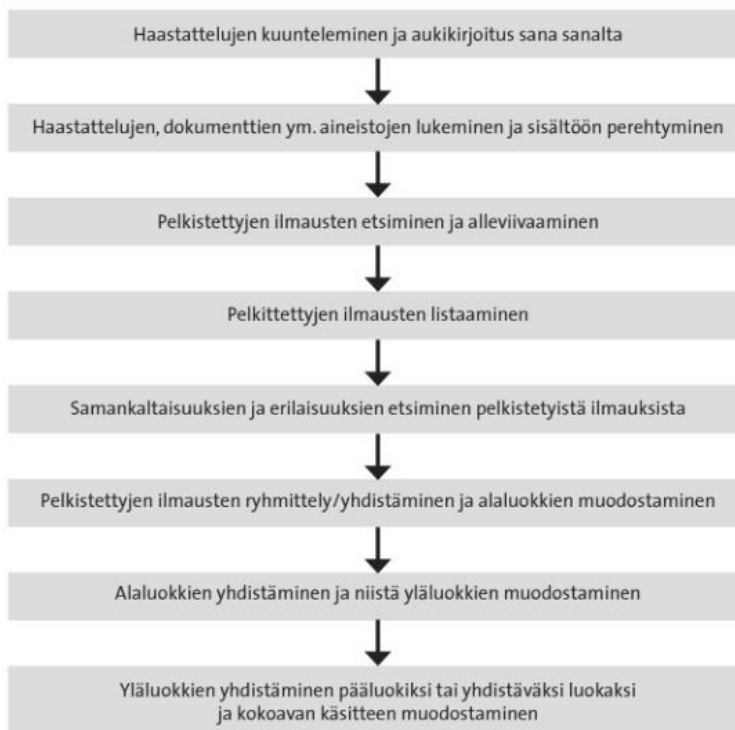 Haastattelujen kuunteleminen ja aukikirjoitus sana sanalta
Haastattelujen, dokumenttien ym. aineistojen lukeminen ja sisältöön perehtyminen
Pelkistettyjen ilmausten etsiminen ja alleviivaaminen
Pelkittettyjen ilmausten listaaminen
Samankaltaisuuksien ja erilaisuuksien etsiminen pelkistetyistä ilmauksista
Pelkistettyjen ilmausten ryhmittely/yhdistäminen ja alaluokkien muodostaminen
Alaluokkien yhdistäminen ja niistä yläluokkien muodostaminen
Yläluokkien yhdistäminen pääluokiksi tai yhdistäväksi luokaksi
ja kokoavan käsitteen muodostaminen